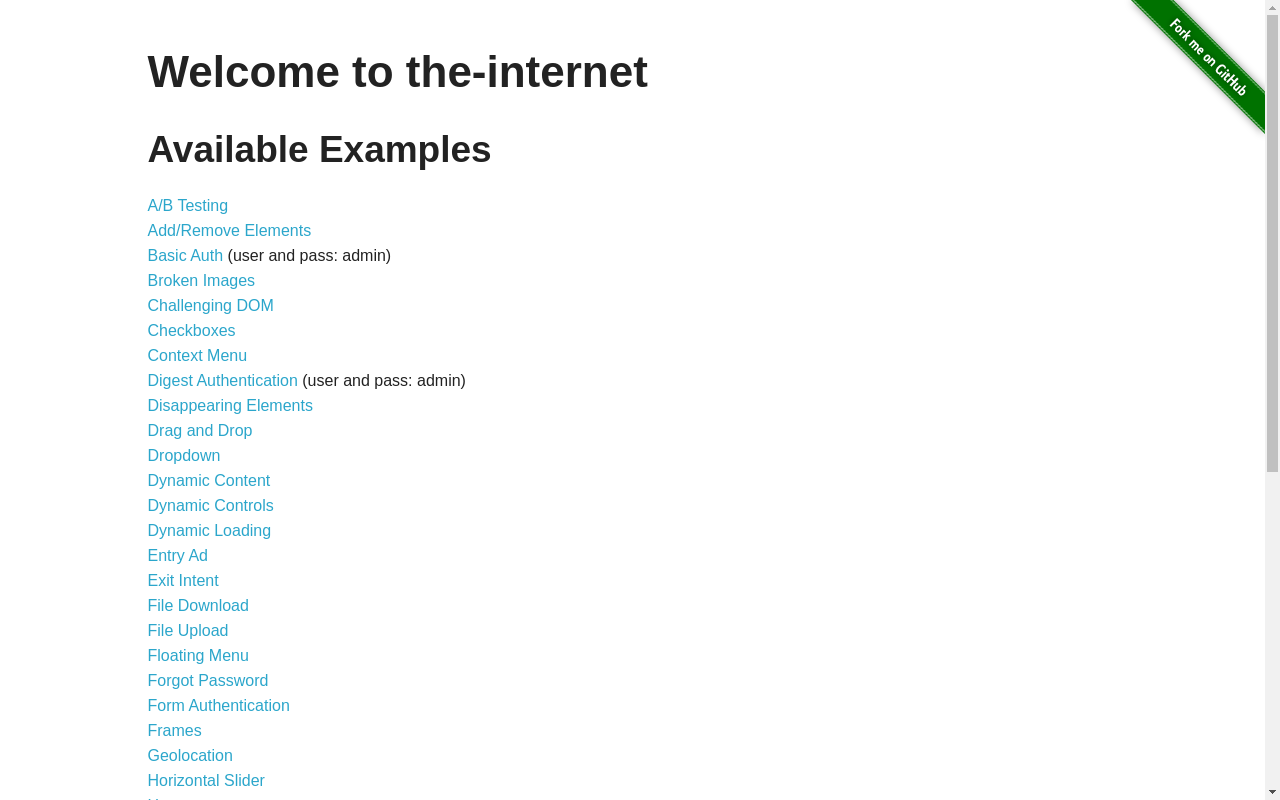 Fork me on GitHub
Welcome to the-internet
Available Examples
A/B Testing
Add/Remove Elements
Basic Auth (user and pass: admin)
Broken Images
Challenging DOM
Checkboxes
Context Menu
Digest Authentication (user and pass: admin)
Disappearing Elements
Drag and Drop
Dropdown
Dynamic Content
Dynamic Controls
Dynamic Loading
Entry Ad
Exit Intent
File Download
File Upload
Floating Menu
Forgot Password
Form Authentication
Frames
Geolocation
Horizontal Slider